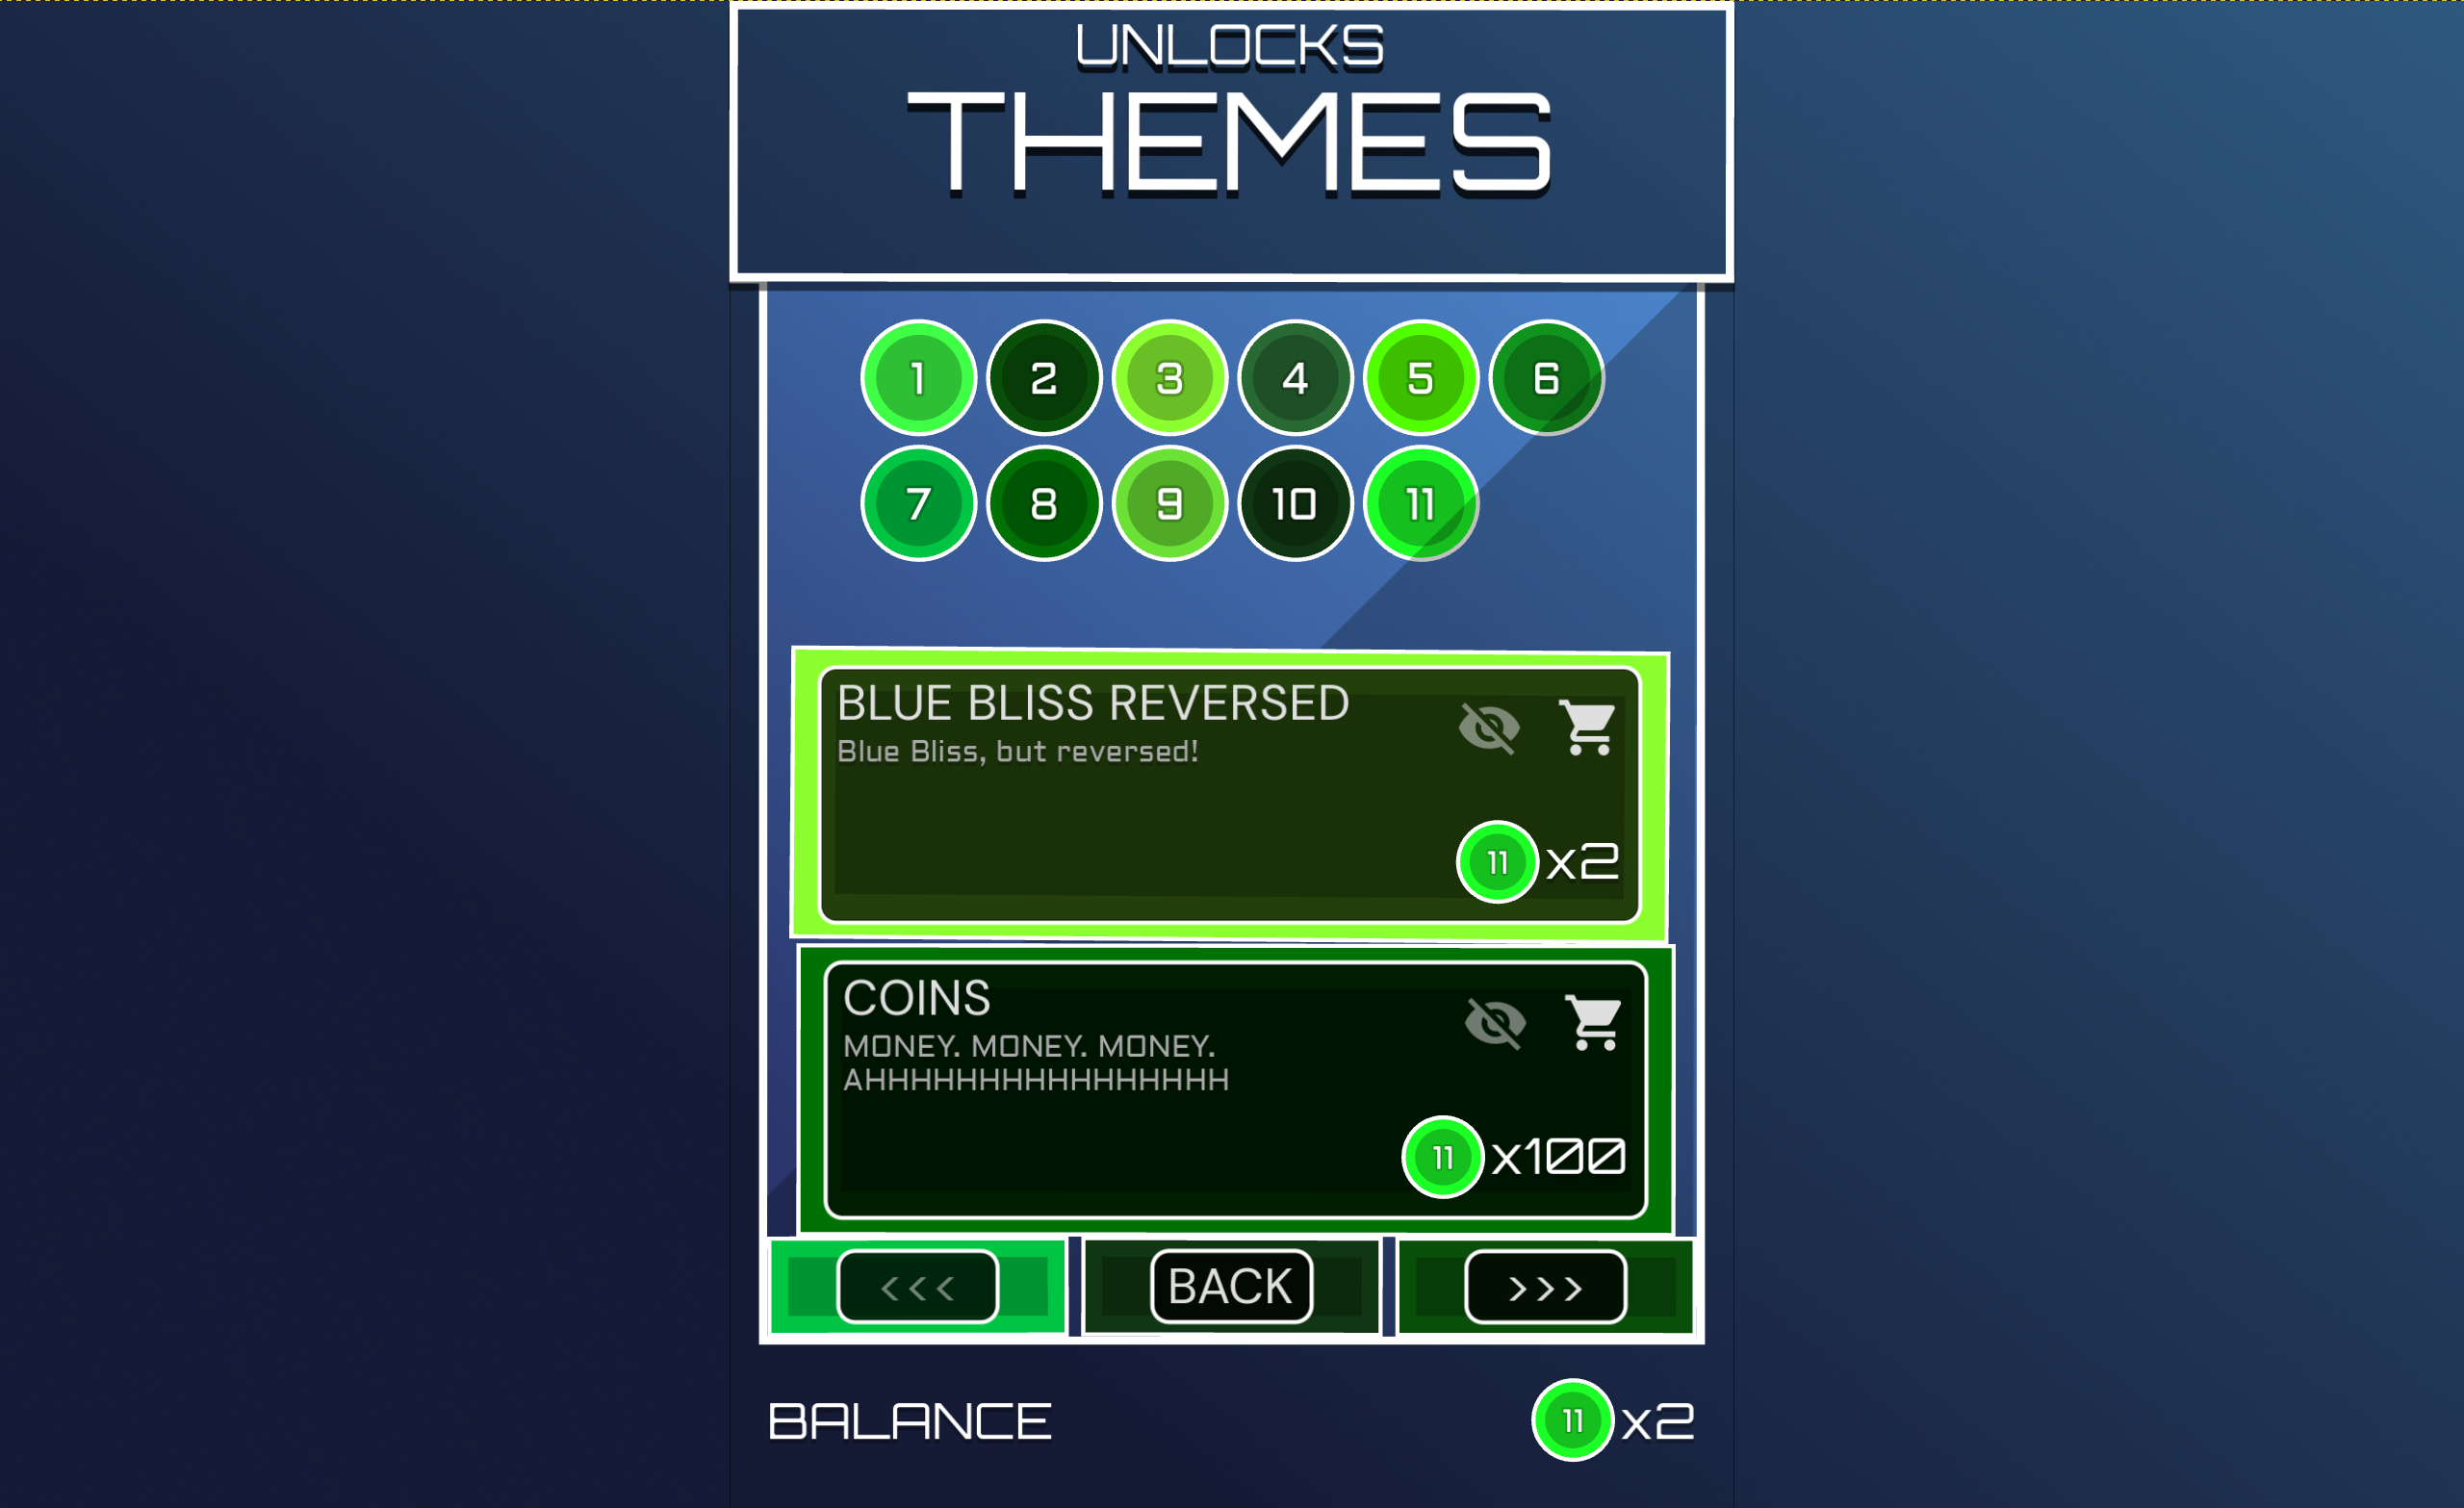 UNLOCKS
THEMES
1 2 3 4 5 6
7 8 9 10 11
BLUE BLISS REVERSED
Blue Bliss, but reversed!
11 x2
COINS
MONEY. MONEY. MONEY.
AHHHHHHHHHHHHHHHHH
11 x100
<<< BACK >>>
BALANCE 11 x2